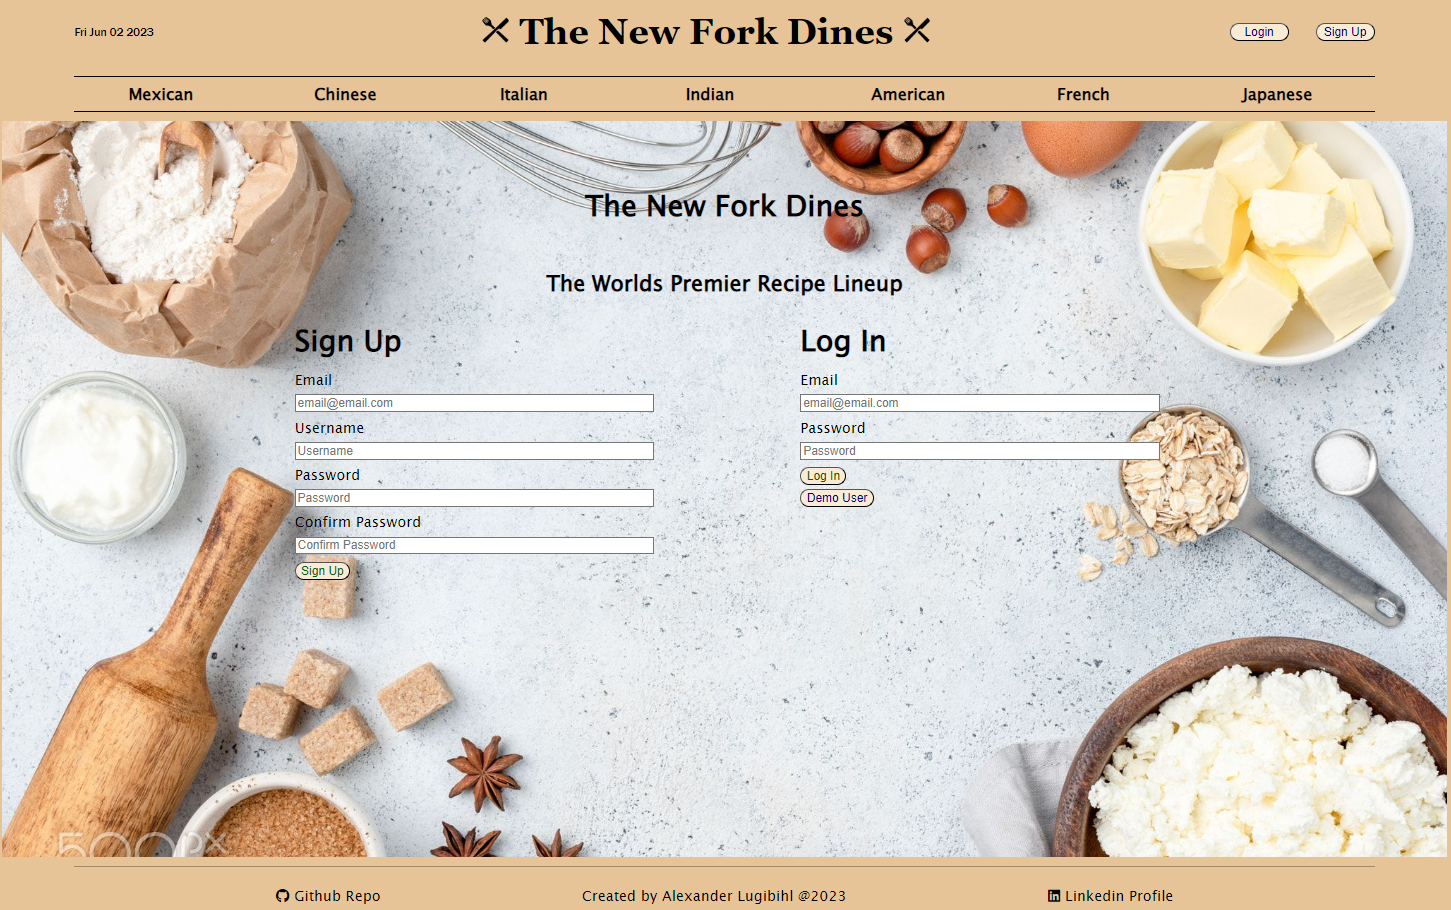 Fri Jun 02 2023
The New Fork Dines
Login
Sign Up
Mexican
Chinese
Italian
Indian
American
French
Japanese
The New Fork Dines
The Worlds Premier Recipe Lineup
Sign Up
Email
email@email.com
Username
Username
Password
Password
Confirm Password
Confirm Password
Sign Up
Log In
Email
email@email.com
Password
Password
Log In
Demo User
500px
Github Repo
Created by Alexander Lugibihl @2023
Linkedin Profile